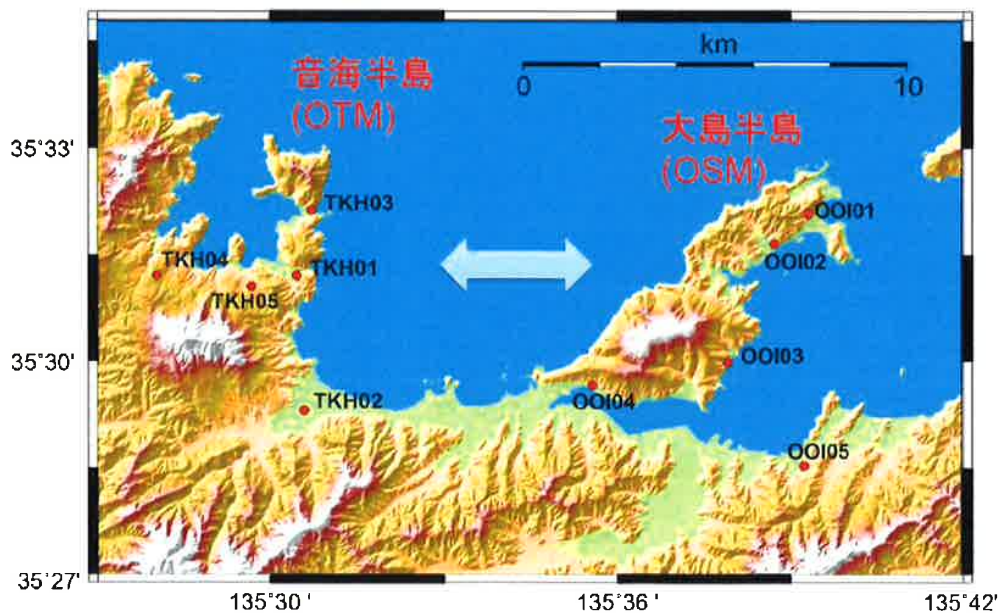 km
0 10
音海半島
(OTM)
大島半島
(OSM)
35°33'
TKH03
OOI01
OOI02
TKH04
TKH01
TKH05
35°30'
OOI03
OOI04
TKH02
OOI05
35°27'
135°30' 135°36' 135°42'